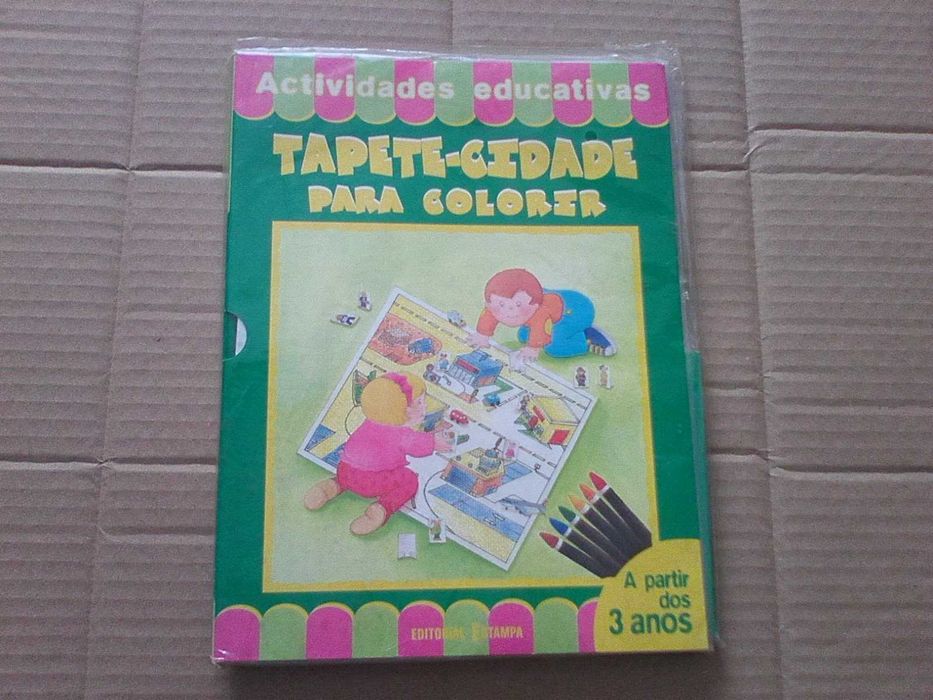 Actividades educativas
TAPETE-CIDADE
PARA COLORIR
A partir
dos
3 anos
EDITORIAL ESTAMPA